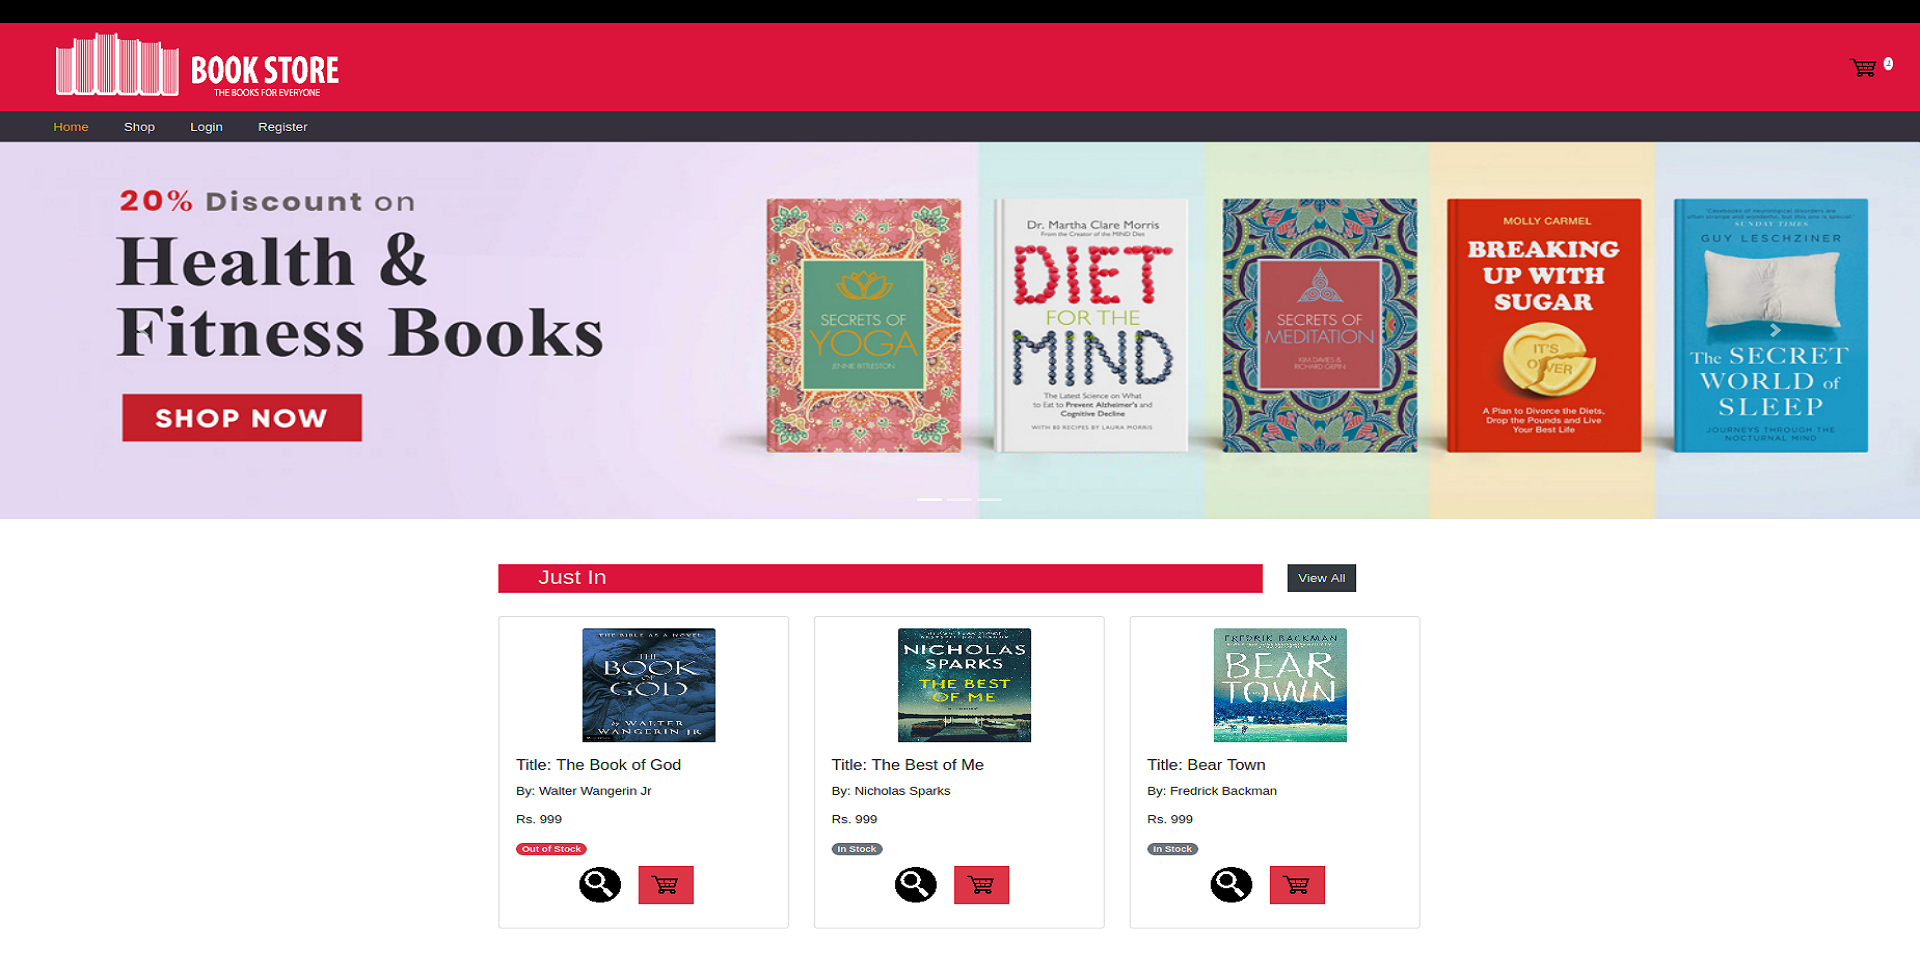 BOOK STORE
THE BOOKS FOR EVERYONE
Home
Shop
Login
Register
20% Discount on
Health &
Fitness Books
SHOP NOW
SECRETS OF
YOGA
JENNIE BITTLESTON
Dr. Martha Clare Morris
From the Creator of the MIND Diet
DIET
FOR THE
MIND
The Latest Science on What
to Eat to Prevent Alzheimer's and
Cognitive Decline
WITH 80 RECIPES BY LAURA MORRIS
SECRETS OF
MEDITATION
KIM DAVIES &
RICHARD GEFIN
MOLLY CARMEL
BREAKING
UP WITH
SUGAR
IT'S
OVER
A Plan to Divorce the Diets,
Drop the Pounds and Live
Your Best Life
SUNDAY TIMES
GUY LESCHZINER
The SECRET
WORLD of
SLEEP
JOURNEYS THROUGH THE
NOCTURNAL MIND
Just In
View All
THE BIBLE AS A NOVEL
THE
BOOK
OF
GOD
by WALTER
WANGERIN JR
Title: The Book of God
By: Walter Wangerin Jr
Rs. 999
Out of Stock
NICHOLAS
SPARKS
THE BEST
OF ME
Title: The Best of Me
By: Nicholas Sparks
Rs. 999
In Stock
FREDRIK BACKMAN
BEAR
TOWN
Title: Bear Town
By: Fredrick Backman
Rs. 999
In Stock